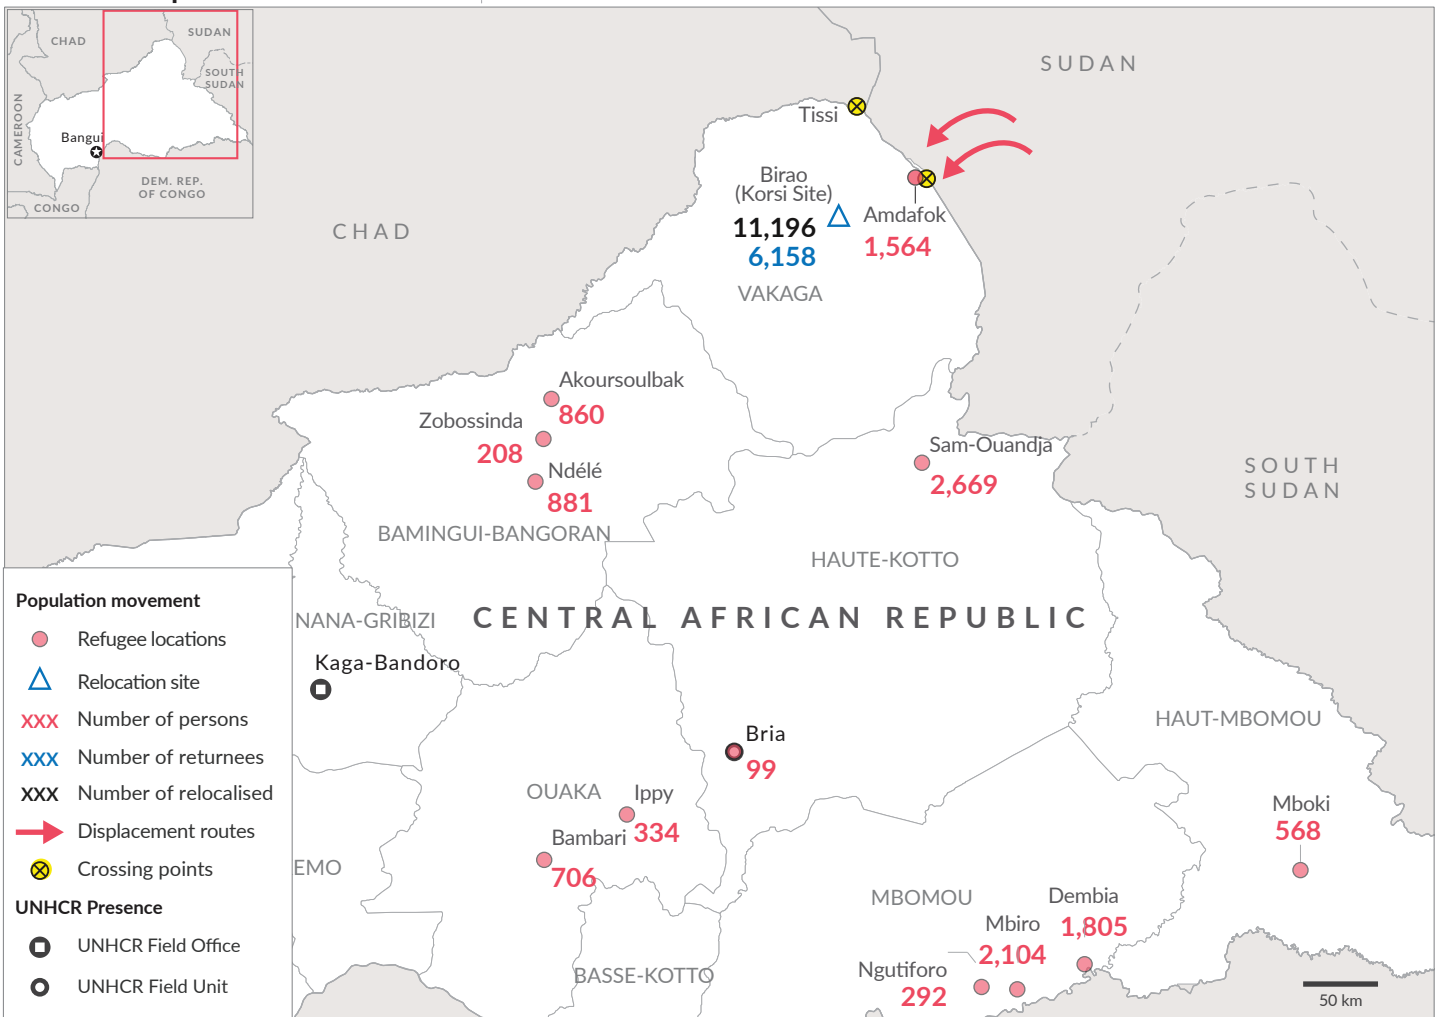 CHAD
SUDAN
SOUTH
SUDAN
CAMEROON
Bangui
DEM. REP.
OF CONGO
CONGO
SUDAN
Tissi
Birao
(Korsi Site)
11,196
6,158
Amdafok
1,564
CHAD
VAKAGA
Akoursoulbak
860
Zobossinda
208
Ndélé
881
Sam-Ouandja
2,669
SOUTH
SUDAN
BAMINGUI-BANGORAN
HAUTE-KOTTO
CENTRAL AFRICAN REPUBLIC
NANA-GRIBIZI
Kaga-Bandoro
HAUT-MBOMOU
Bria
99
OUAKA
Ippy
334
Bambari
706
Mboki
568
EMO
MBOMOU
Dembia
1,805
Mbiro
2,104
Ngutiforo
292
BASSE-KOTTO
50 km
Population movement
Refugee locations
Relocation site
XXX Number of persons
XXX Number of returnees
XXX Number of relocalised
Displacement routes
Crossing points
UNHCR Presence
UNHCR Field Office
UNHCR Field Unit